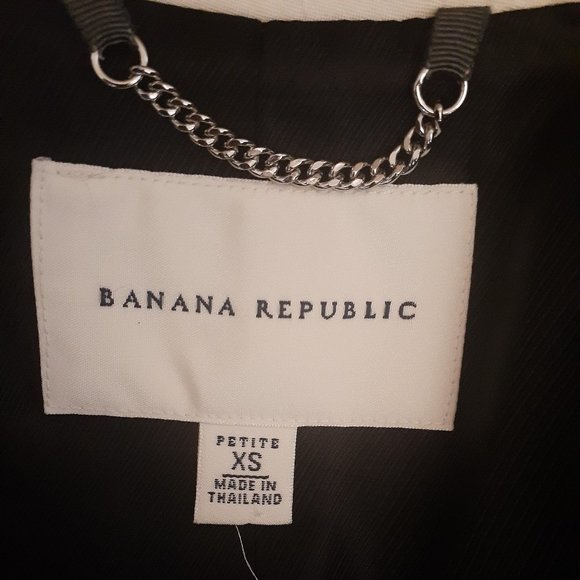 BANANA REPUBLIC
PETITE
XS
MADE IN
THAILAND